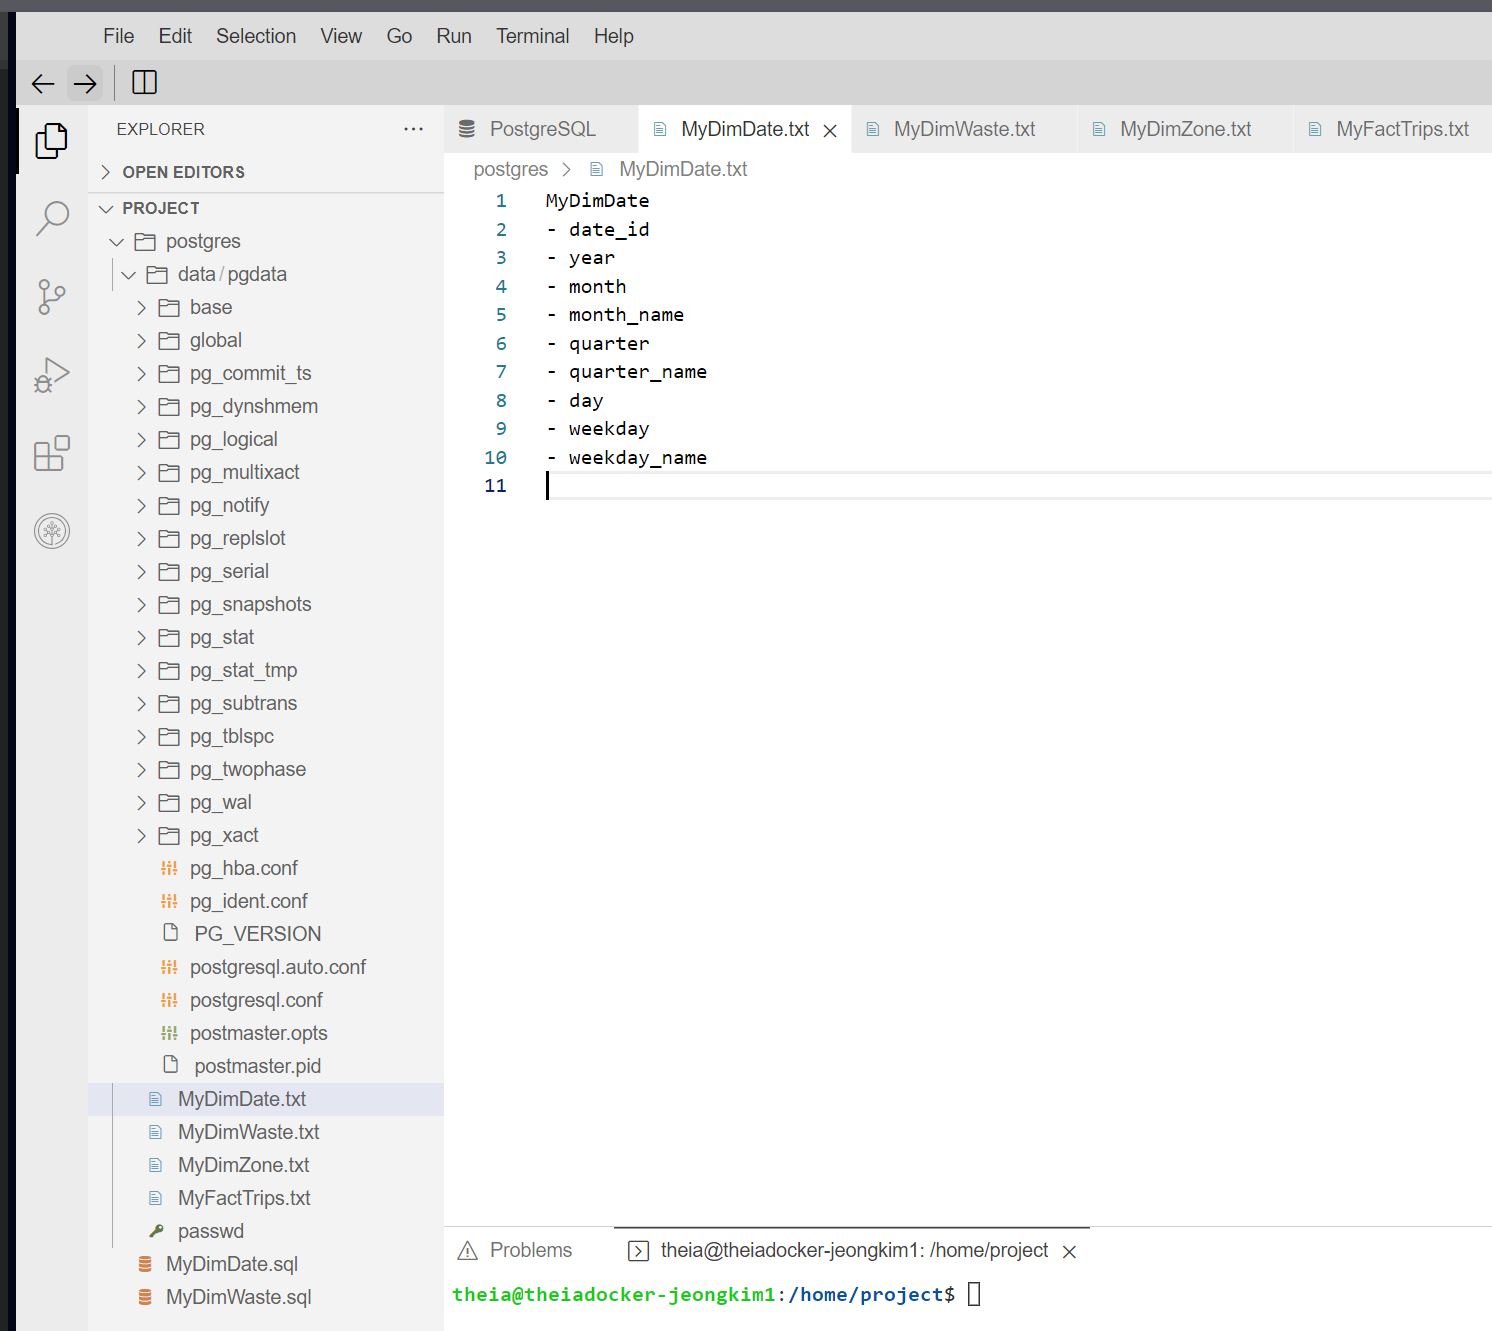 File Edit Selection View Go Run Terminal Help
EXPLORER ...
OPEN EDITORS
PROJECT
postgres
data / pgdata
base
global
pg_commit_ts
pg_dynshmem
pg_logical
pg_multixact
pg_notify
pg_replslot
pg_serial
pg_snapshots
pg_stat
pg_stat_tmp
pg_subtrans
pg_tblspc
pg_twophase
pg_wal
pg_xact
pg_hba.conf
pg_ident.conf
PG_VERSION
postgresql.auto.conf
postgresql.conf
postmaster.opts
postmaster.pid
MyDimDate.txt
MyDimWaste.txt
MyDimZone.txt
MyFactTrips.txt
passwd
MyDimDate.sql
MyDimWaste.sql
PostgreSQL MyDimDate.txt MyDimWaste.txt MyDimZone.txt MyFactTrips.txt
postgres > MyDimDate.txt
1 MyDimDate
2 - date_id
3 - year
4 - month
5 - month_name
6 - quarter
7 - quarter_name
8 - day
9 - weekday
10 - weekday_name
11
Problems theia@theiadocker-jeongkim1: /home/project
theia@theiadocker-jeongkim1:/home/project$